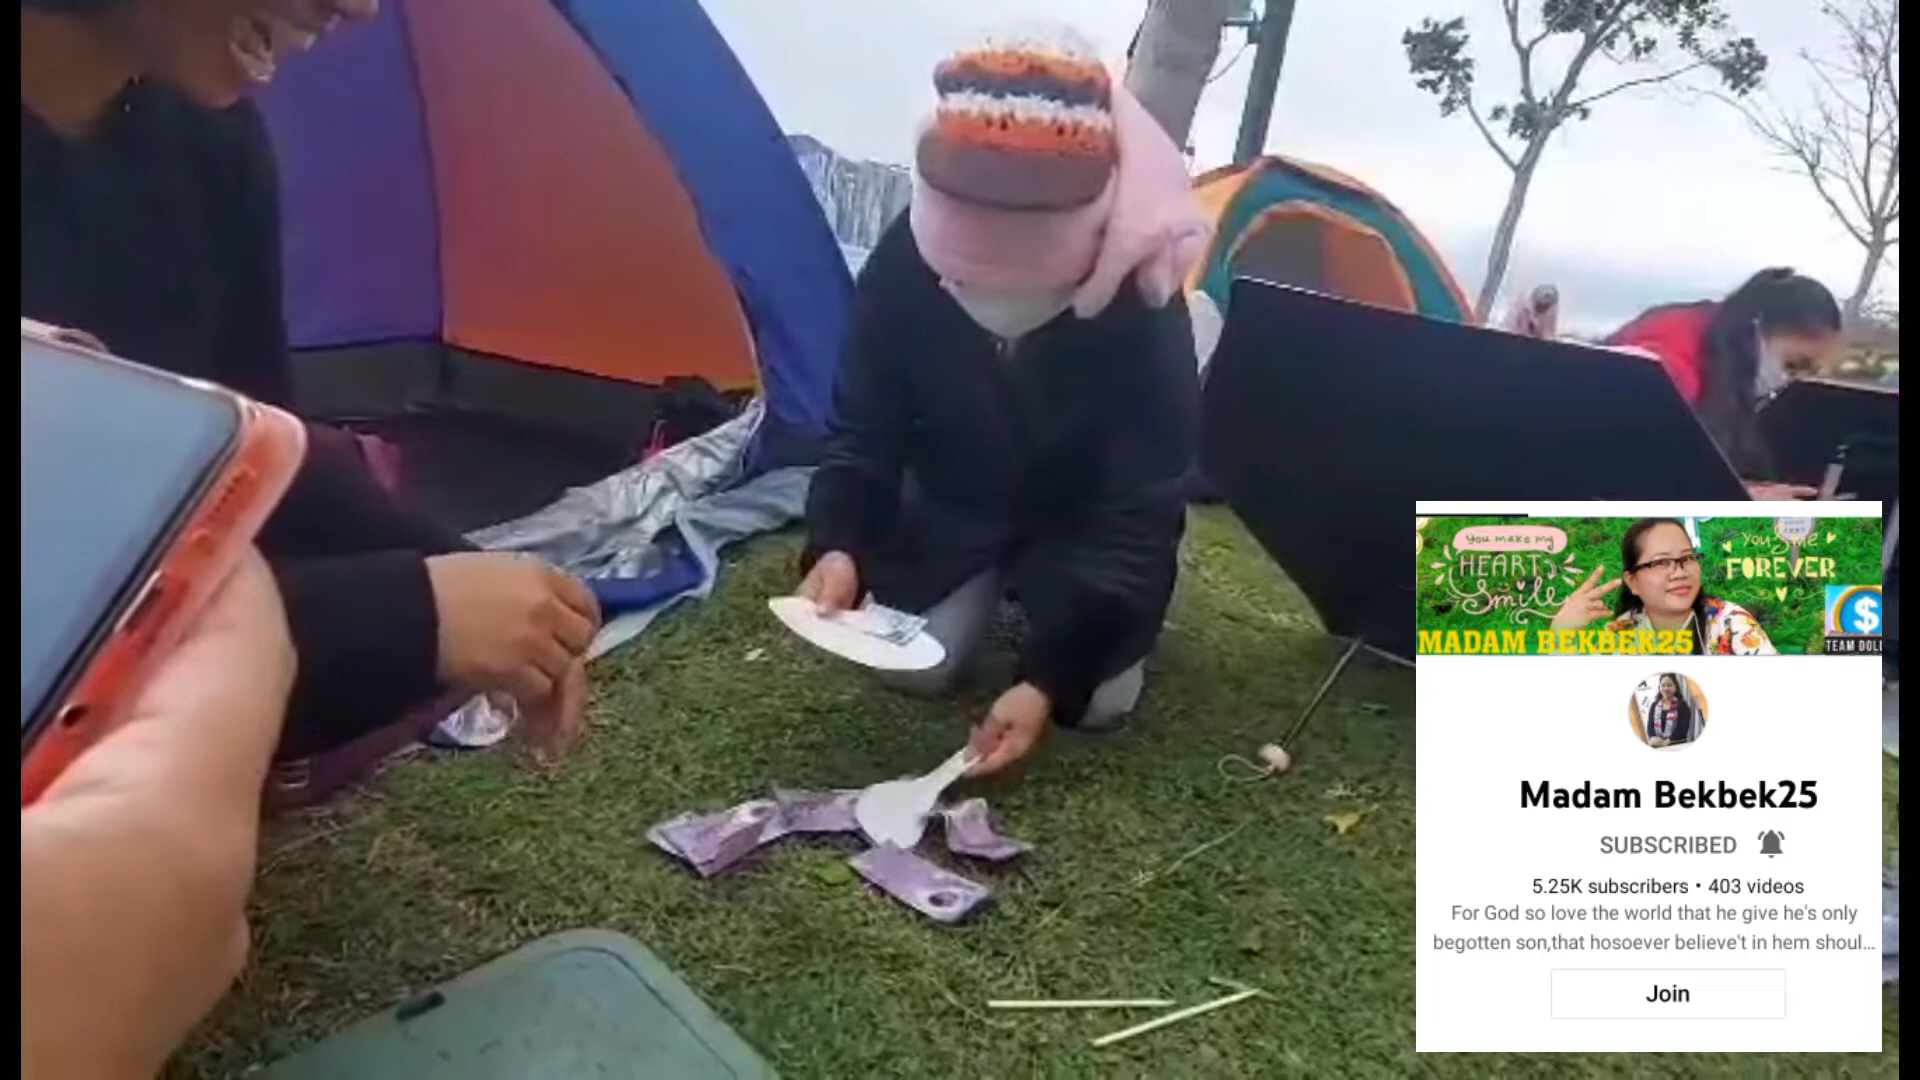 You make my
HEART
Smile
You Smile
FOREVER
MADAM BEKBEK25
TEAM DOLL
Madam Bekbek25
SUBSCRIBED
5.25K subscribers • 403 videos
For God so love the world that he give he's only
begotten son,that hosoever believe't in hem shoul...
Join